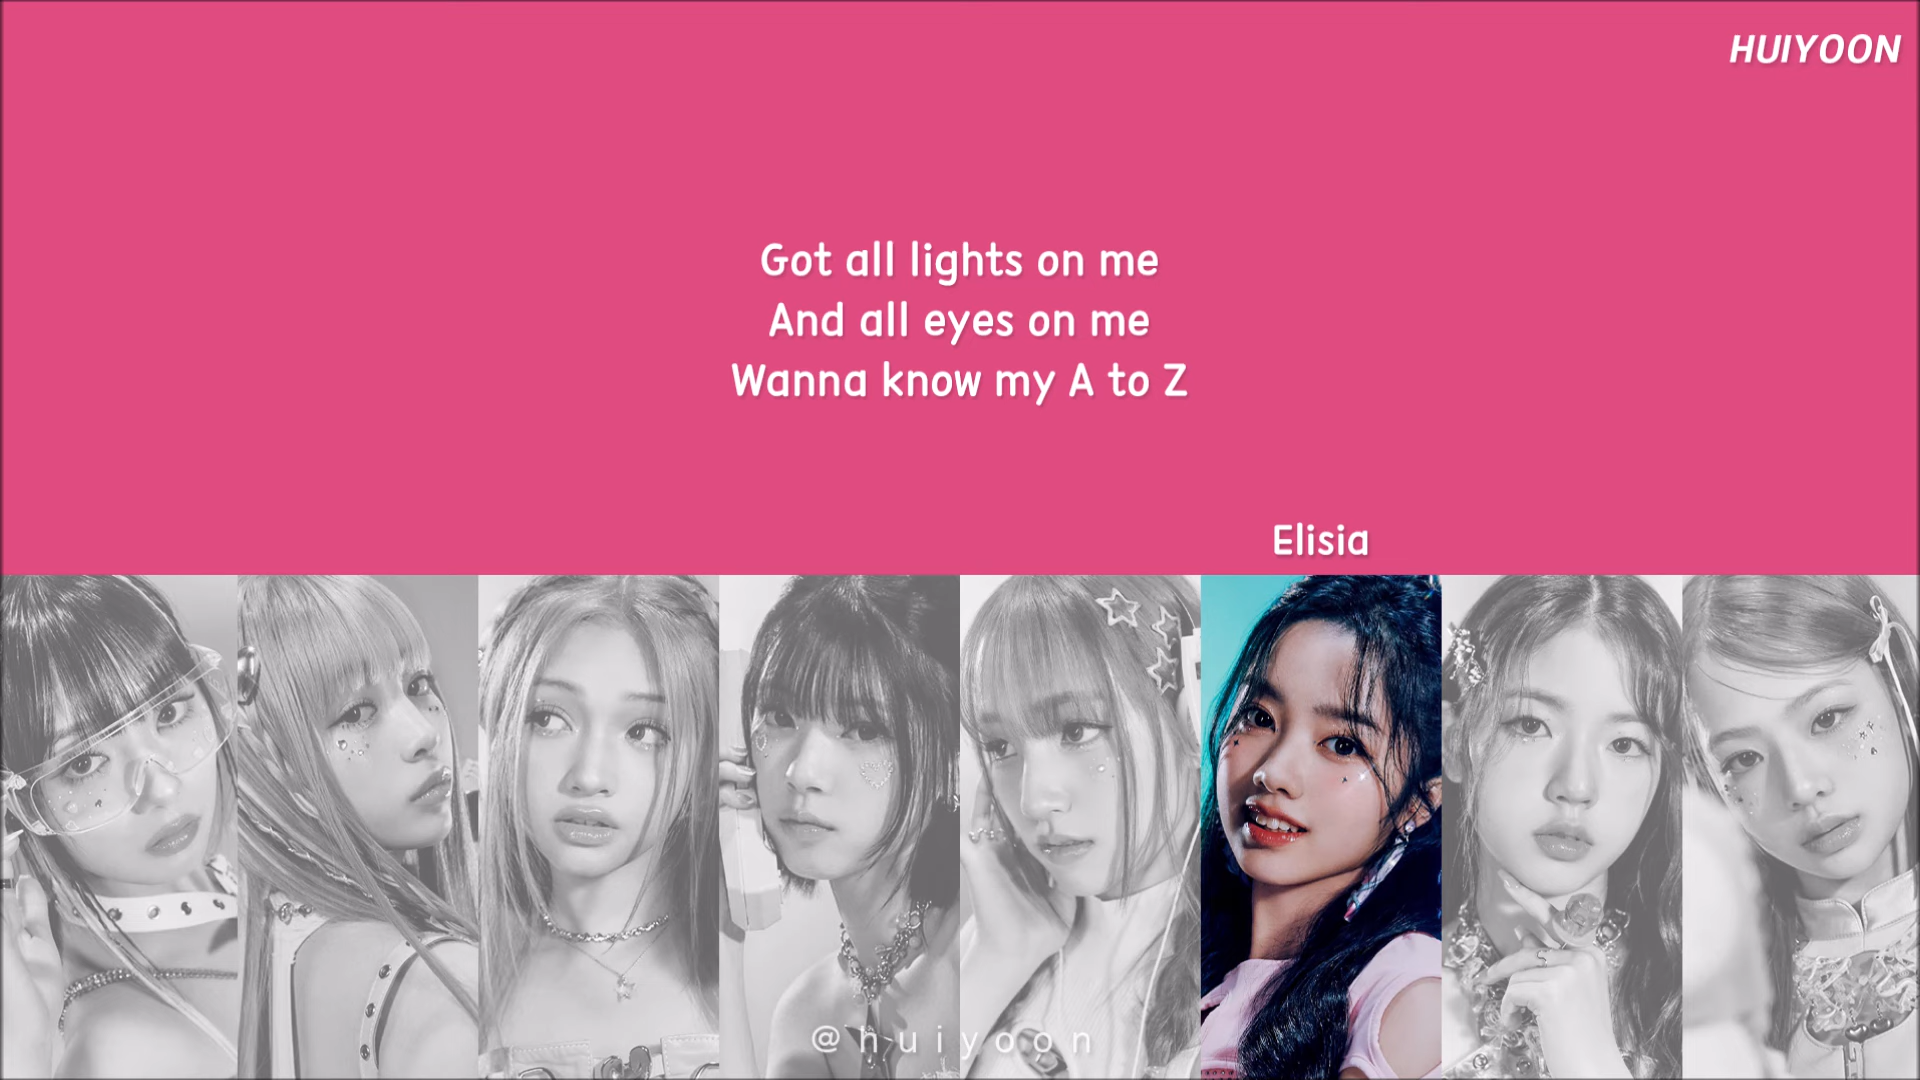 HUIYOON
Got all lights on me
And all eyes on me
Wanna know my A to Z
Elisia
@huiyoon